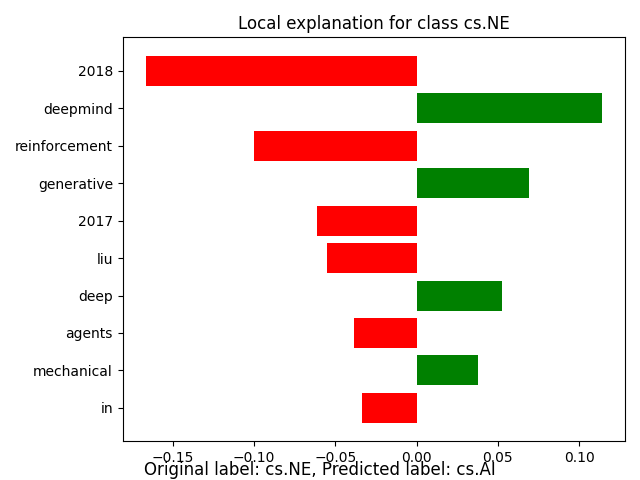 Local explanation for class cs.NE
2018
deepmind
reinforcement
generative
2017
liu
deep
agents
mechanical
in
−0.15 −0.10 −0.05 0.00 0.05 0.10
Original label: cs.NE, Predicted label: cs.AI